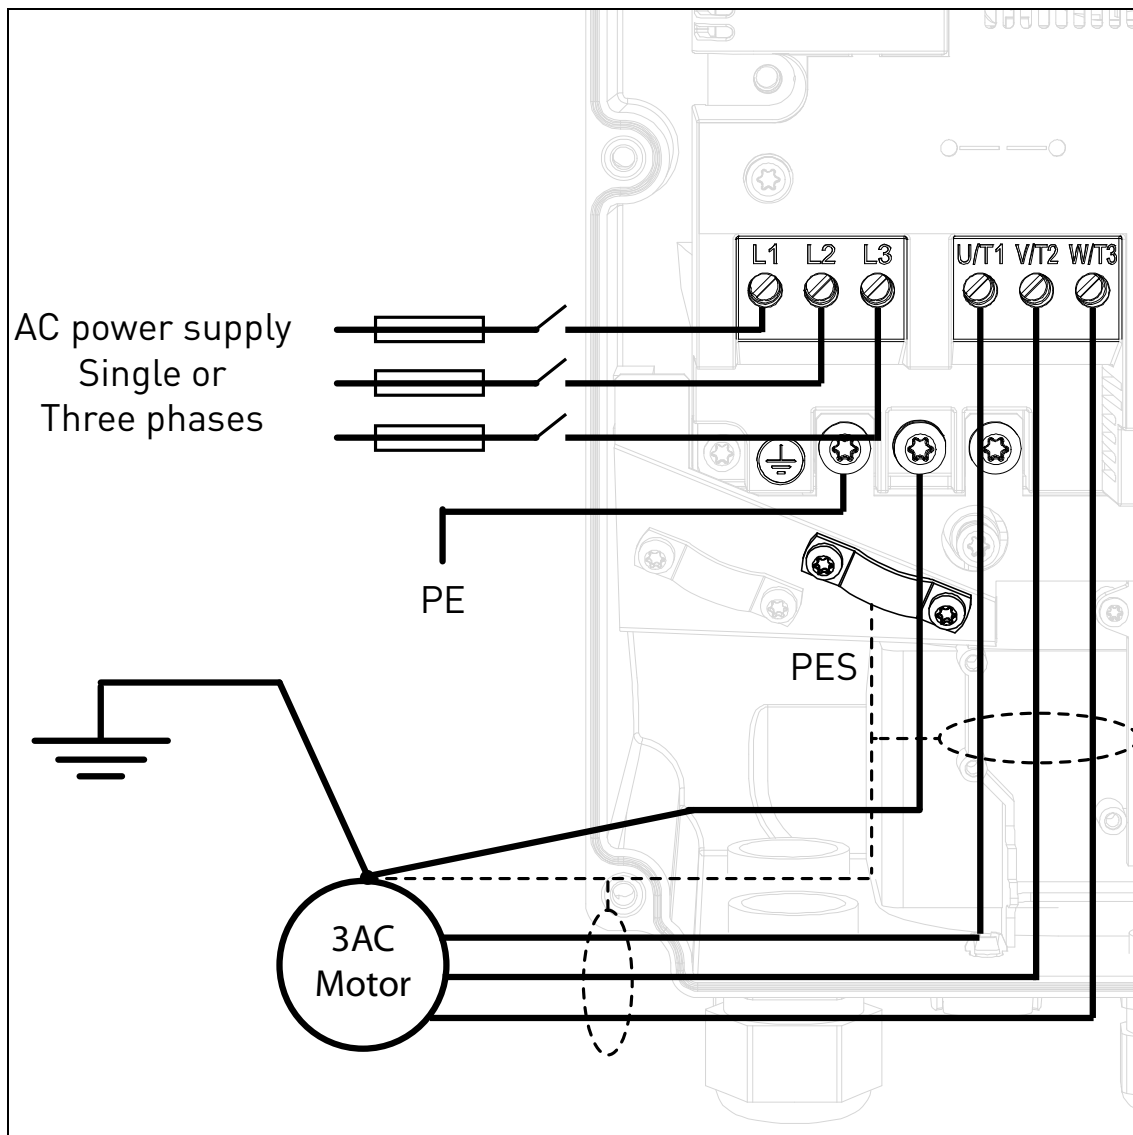 L1 L2 L3 U/T1 V/T2 W/T3
AC power supply
Single or
Three phases
PE
PES
3AC
Motor